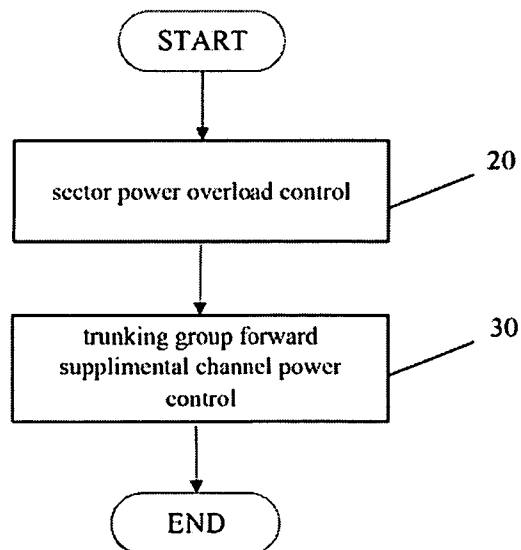 START
sector power overload control
20
trunking group forward
supplimental channel power
control
30
END